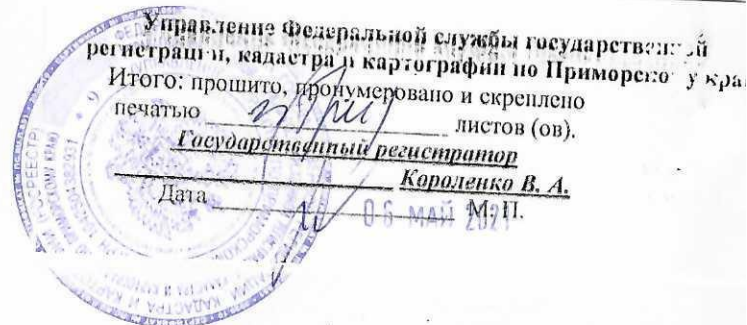 Управление Федеральной службы государственной
регистрации, кадастра и картографии по Приморскому кра
Итого: прошито, пронумеровано и скреплено
печатью листов (ов).
Государственный регистратор
Короленко В. А.
Дата 06 МАЙ 2021 М.П.